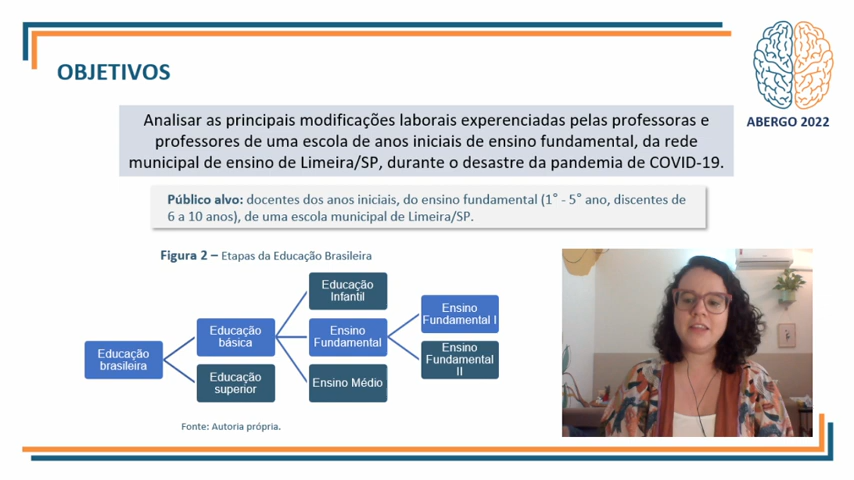 OBJETIVOS
ABERGO 2022
Analisar as principais modificações laborais experenciadas pelas professoras e
professores de uma escola de anos iniciais de ensino fundamental, da rede
municipal de ensino de Limeira/SP, durante o desastre da pandemia de COVID-19.
Público alvo: docentes dos anos iniciais, do ensino fundamental (1° - 5° ano, discentes de
6 a 10 anos), de uma escola municipal de Limeira/SP.
Figura 2 – Etapas da Educação Brasileira
Educação
brasileira
Educação
básica
Educação
superior
Educação
Infantil
Ensino
Fundamental
Ensino Médio
Ensino
Fundamental I
Ensino
Fundamental
II
Fonte: Autoria própria.